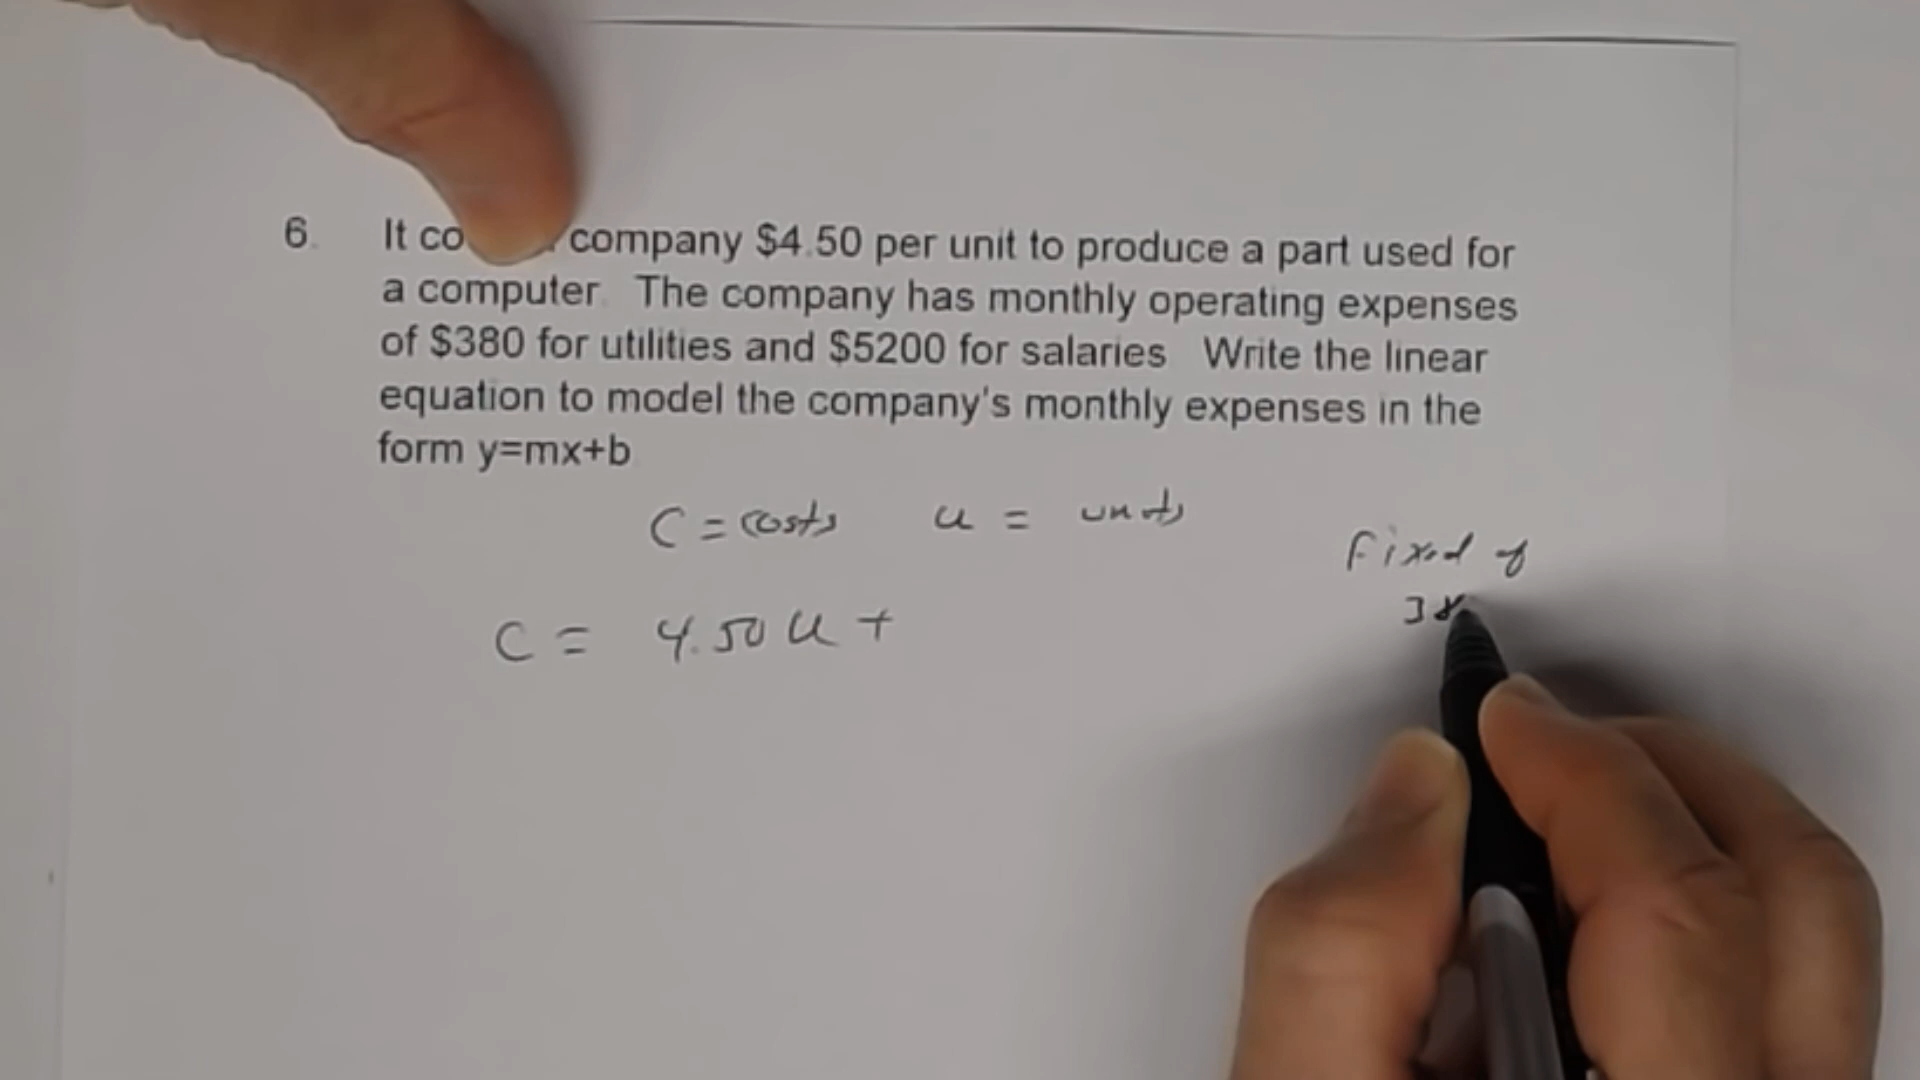 6. It co company $4.50 per unit to produce a part used for
a computer. The company has monthly operating expenses
of $380 for utilities and $5200 for salaries Write the linear
equation to model the company's monthly expenses in the
form y=mx+b
C = costs u = units
Fixed of
38
C = 4.50 u +